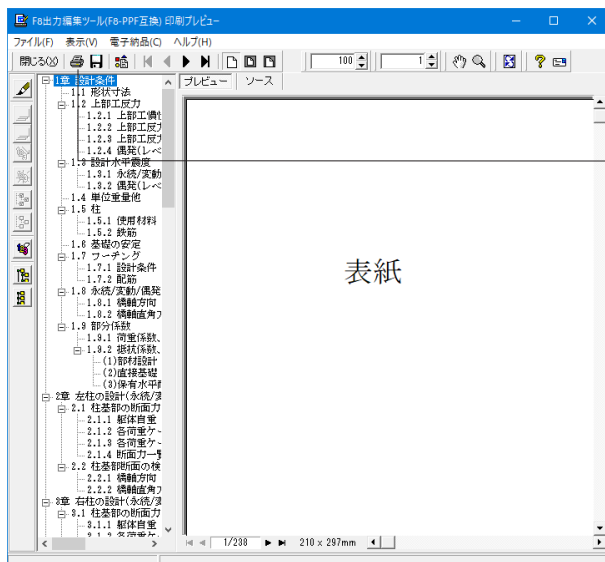 F8出力編集ツール(F8-PPF互換) 印刷プレビュー
ファイル(F) 表示(V) 電子納品(C) ヘルプ(H)
閉じる(X) 100 1
プレビュー ソース
1章 設計条件
1.1 形状寸法
1.2 上部工反力
1.2.1 上部工慣
1.2.2 上部工反
1.2.3 上部工反
1.2.4 偶発(レベ
1.3 設計水平震度
1.3.1 永続/変動
1.3.2 偶発(レベ
1.4 単位重量他
1.5 柱
1.5.1 使用材料
1.5.2 鉄筋
1.6 基礎の安定
1.7 フーチング
1.7.1 設計条件
1.7.2 配筋
1.8 永続/変動/偶発
1.8.1 橋軸方向
1.8.2 橋軸直角
1.9 部分係数
1.9.1 荷重係数、
1.9.2 抵抗係数、
(1)部材設計
(2)直接基礎
(3)保有水平
2章 左柱の設計(永続/変
2.1 柱基部の断面力
2.1.1 躯体自重
2.1.2 各荷重ケー
2.1.3 各荷重ケー
2.1.4 断面力一覧
2.2 柱基部断面の検
2.2.1 橋軸方向
2.2.2 橋軸直角
3章 右柱の設計(永続/変
3.1 柱基部の断面力
3.1.1 躯体自重
3.1.2 各荷重ケー
表紙
1/238 210 x 297mm